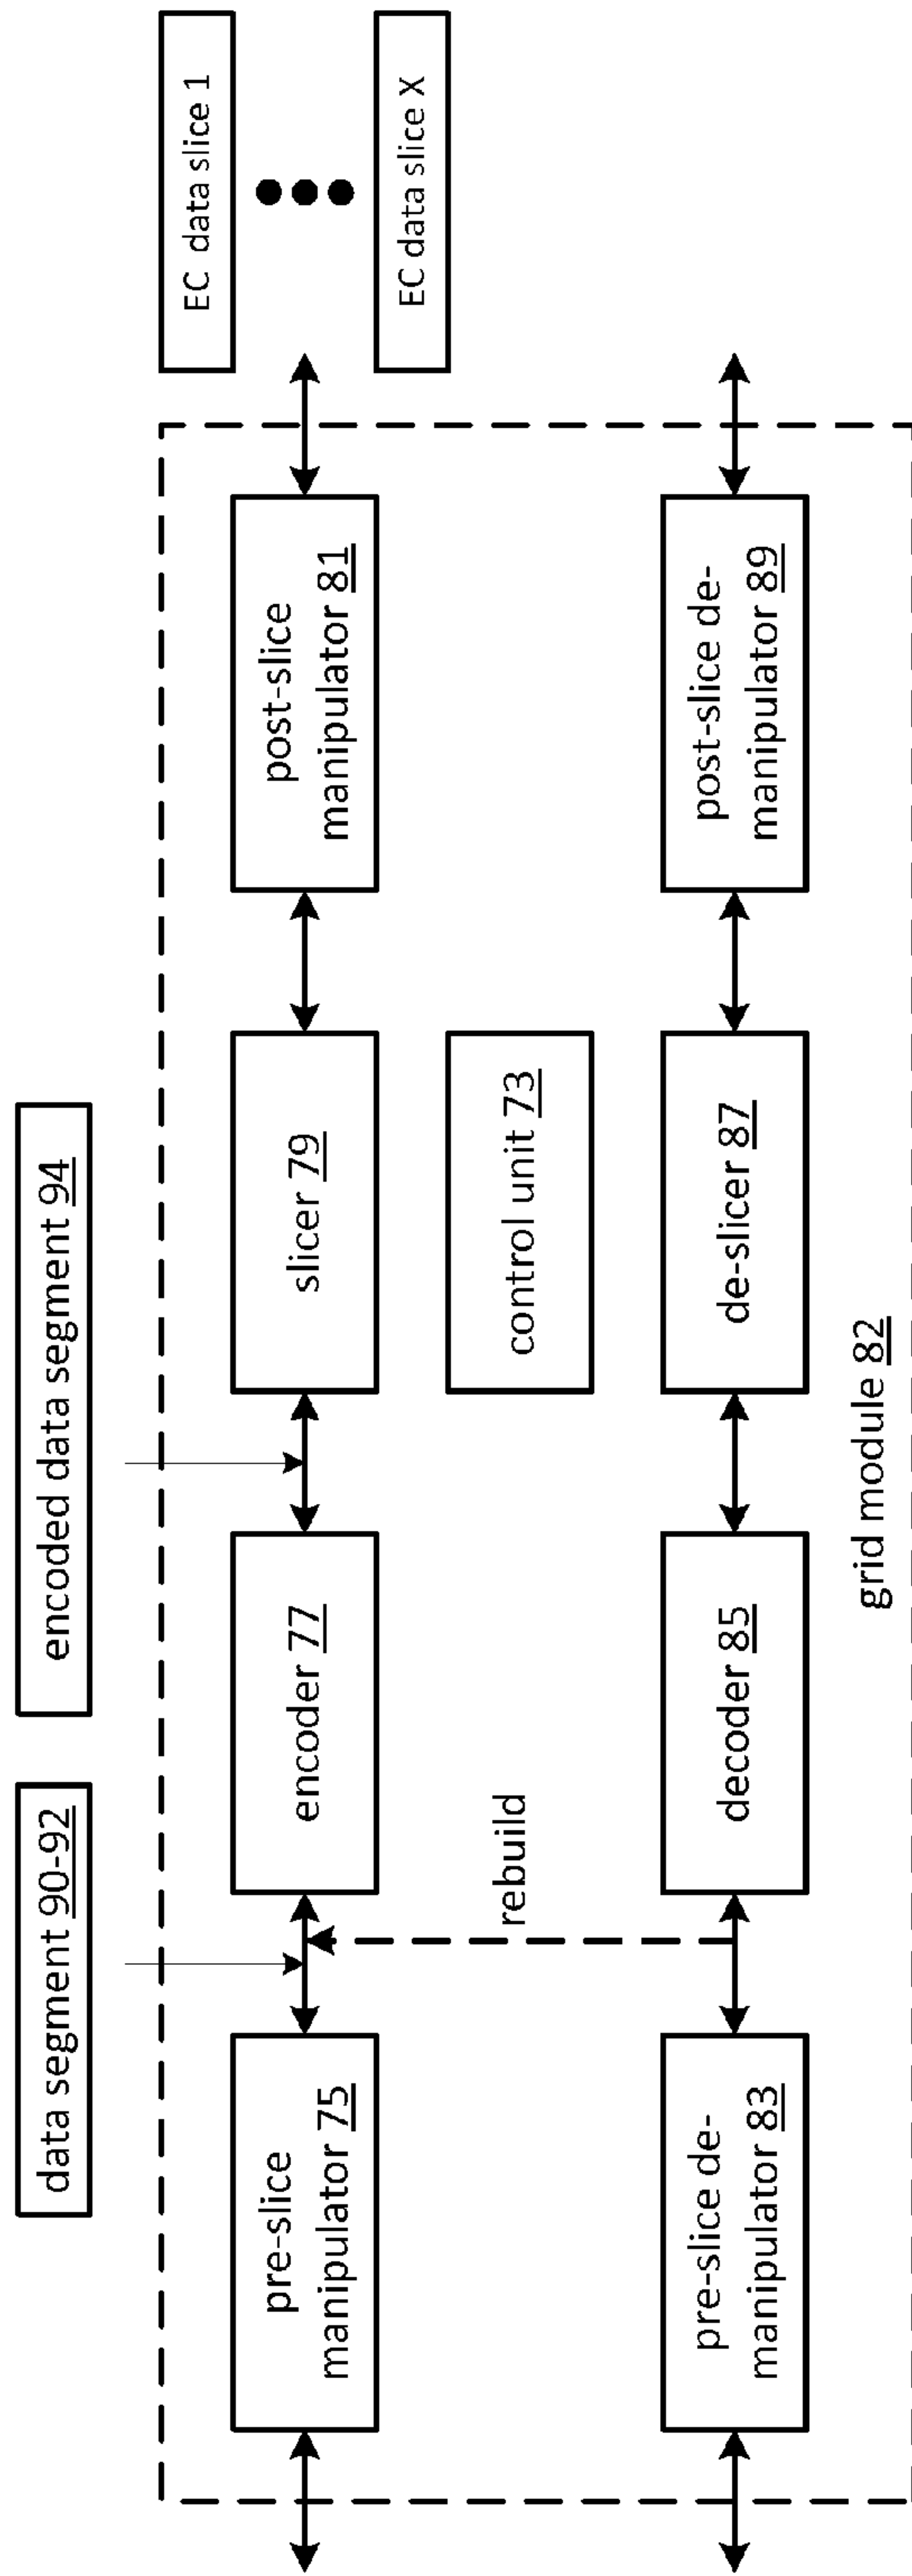 data segment 90-92
encoded data segment 94
EC data slice 1
EC data slice X
pre-slice
manipulator 75
encoder 77
slicer 79
post-slice
manipulator 81
rebuild
control unit 73
pre-slice de-
manipulator 83
decoder 85
de-slicer 87
post-slice de-
manipulator 89
grid module 82